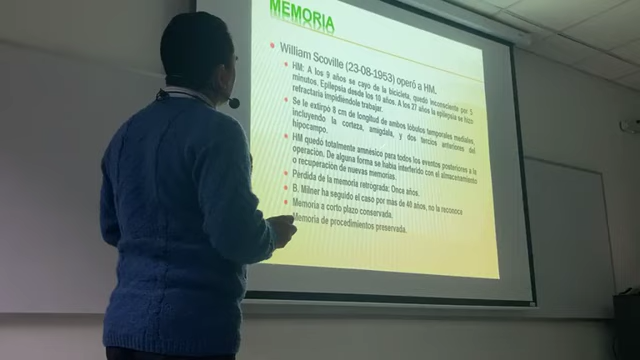 MEMORIA
William Scoville (23-08-1953) operó a HM.
HM: A los 9 años se cayo de la bicicleta, quedó inconsciente por 5
minutos. Epilepsia desde los 10 años. A los 27 años la epilepsia se hizo
refractaria impidiéndole trabajar.
Se le extirpó 8 cm de longitud de ambos lóbulos temporales mediales,
incluyendo la corteza, amígdala, y dos tercios anteriores del
hipocampo.
HM quedó totalmente amnésico para todos los eventos posteriores a la
operación. De alguna forma se había interferido con el almacenamiento
o recuperación de nuevas memorias.
Pérdida de la memoria retrograda: Once años.
B. Milner ha seguido el caso por mas de 40 años, no la reconoce
Memoria a corto plazo conservada.
Memoria de procedimientos preservada.